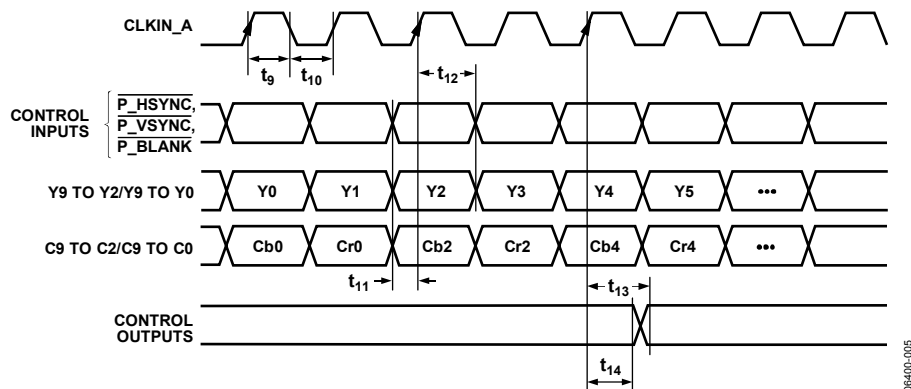 CLKIN_A
t9
t10
t12
CONTROL INPUTS
P_HSYNC,
P_VSYNC,
P_BLANK
Y9 TO Y2/Y9 TO Y0
Y0 Y1 Y2 Y3 Y4 Y5 •••
C9 TO C2/C9 TO C0
Cb0 Cr0 Cb2 Cr2 Cb4 Cr4 •••
t11
t13
CONTROL OUTPUTS
t14
06400-005